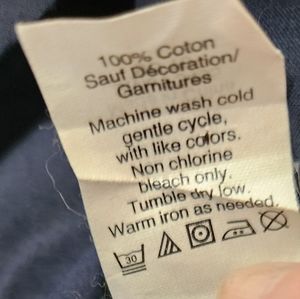 100% Coton
Sauf Décoration/
Garnitures
Machine wash cold
gentle cycle,
with like colors.
Non chlorine
bleach only.
Tumble dry low.
Warm iron as needed.
30